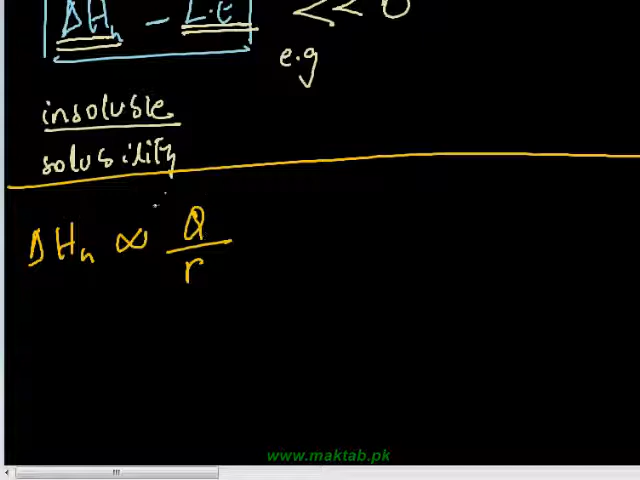 ΔHₕ - L.E << 0
e.g
insoluble
solubility
ΔHₕ ∝ Q/r
www.maktab.pk